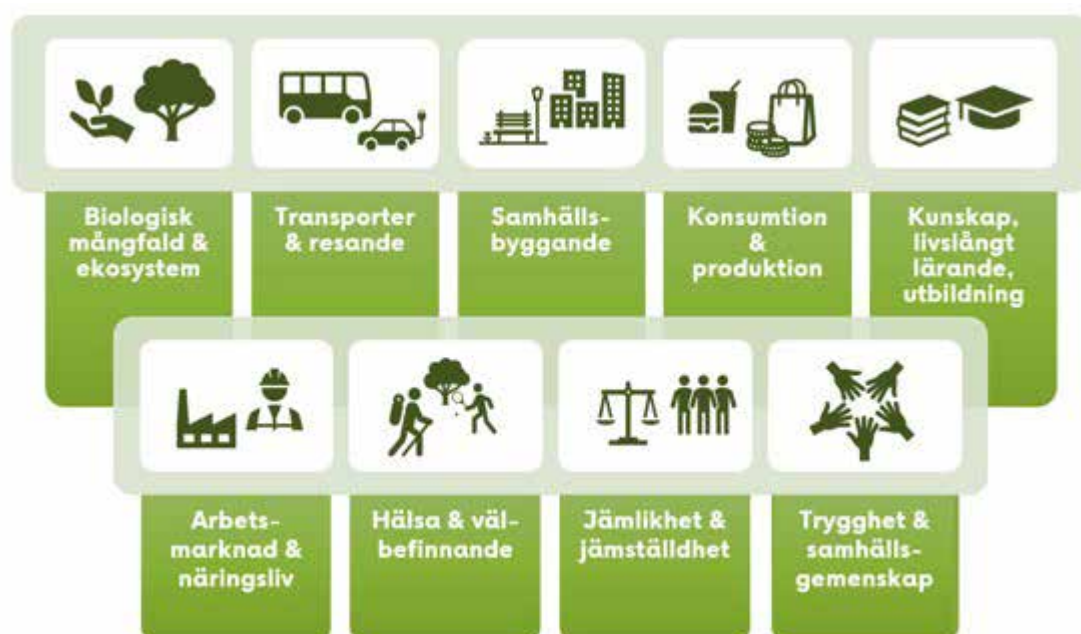 Biologisk
mångfald &
ekosystem
Transporter
& resande
Samhälls-
byggande
Konsumtion
&
produktion
Kunskap,
livslångt
lärande,
utbildning
Arbets-
marknad &
näringsliv
Hälsa & väl-
befinnande
Jämlikhet &
jämställdhet
Trygghet &
samhälls-
gemenskap